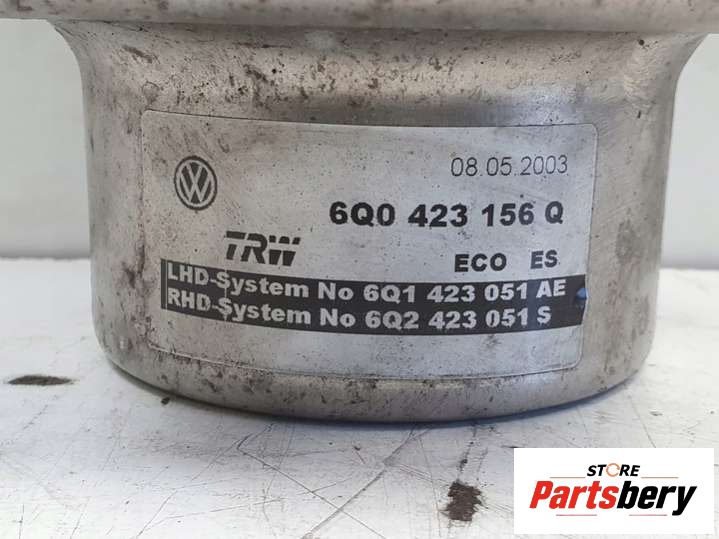 08.05.2003
6Q0 423 156 Q
TRW
ECO ES
LHD-System No 6Q1 423 051 AE
RHD-System No 6Q2 423 051 S
STORE
Partsbery